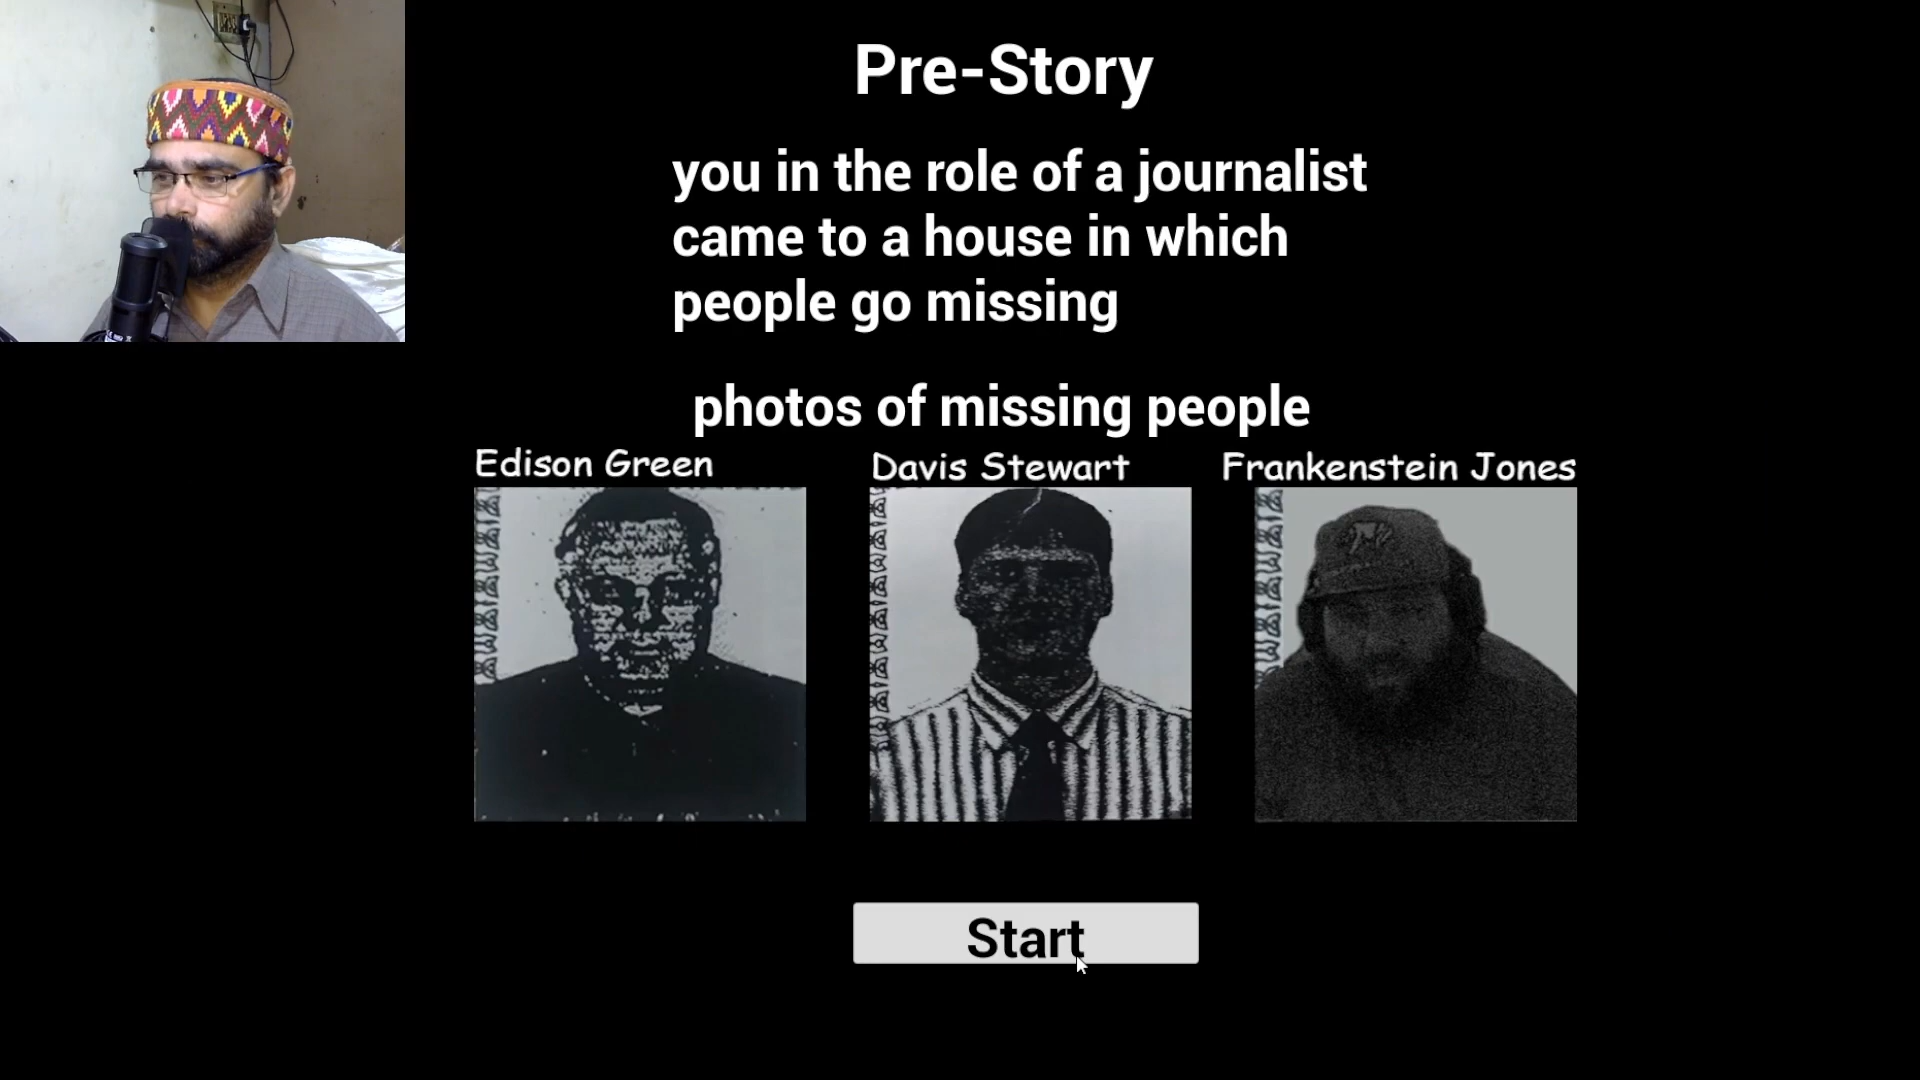 Pre-Story
you in the role of a journalist
came to a house in which
people go missing
photos of missing people
Edison Green
Davis Stewart
Frankenstein Jones
Start